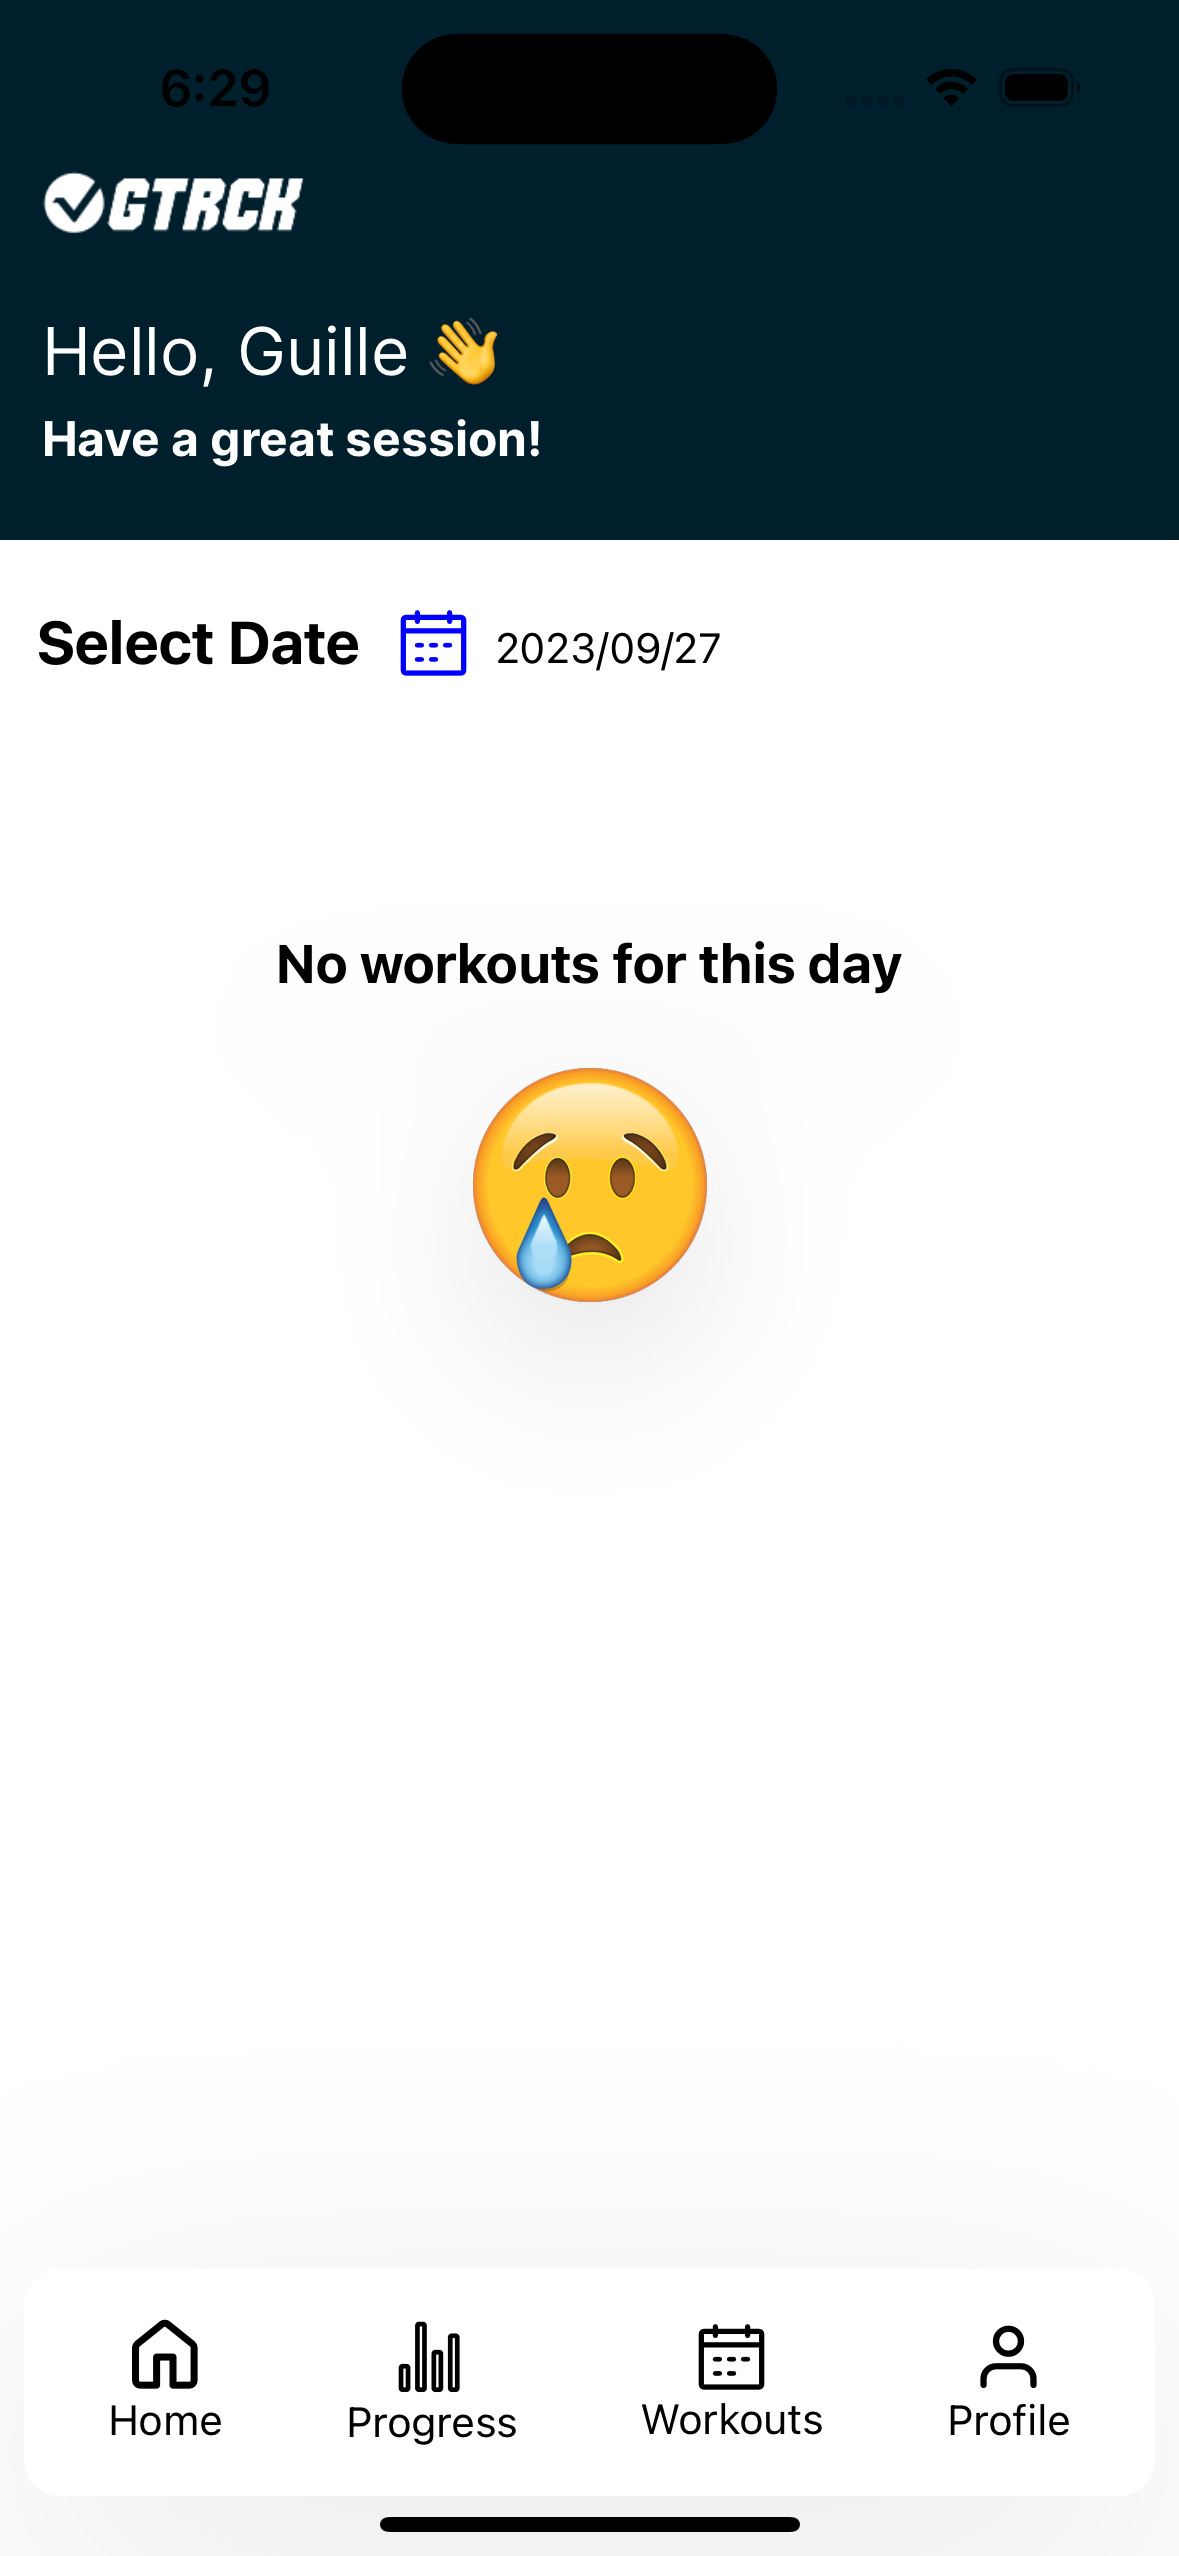 6:29
GTRCK
Hello, Guille 👋
Have a great session!
Select Date 2023/09/27
No workouts for this day
Home Progress Workouts Profile